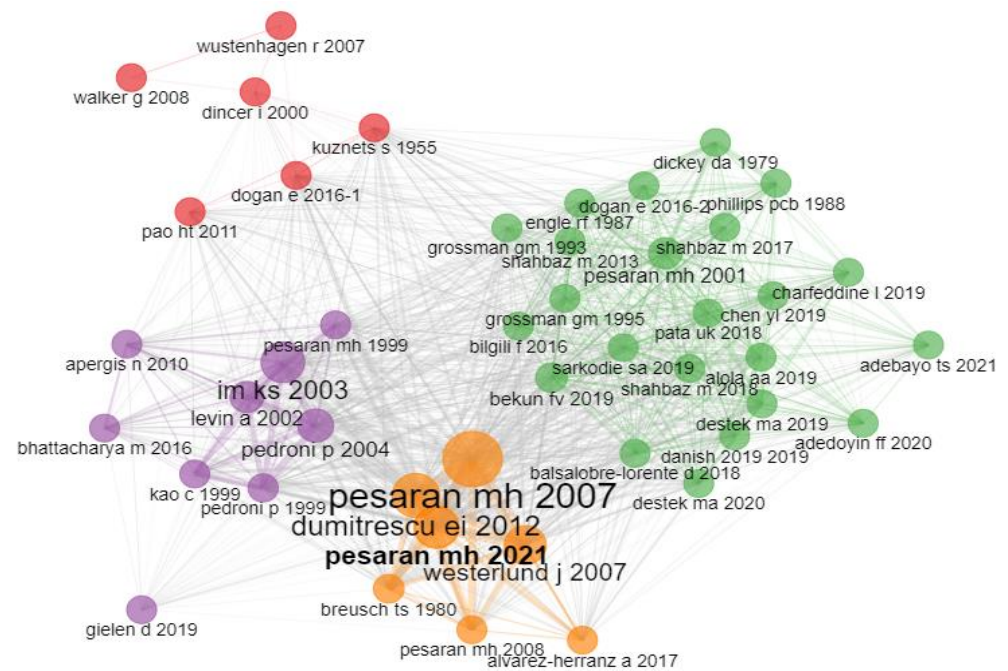 wustenhagen r 2007
walker g 2008
dincer i 2000
kuznets s 1955
dogan e 2016-1
pao ht 2011
dickey da 1979
dogan e 2016-2
phillips pcb 1988
engle rf 1987
grossman gm 1993
shahbaz m 2017
shahbaz m 2013
pesaran mh 2001
charfeddine l 2019
chen yl 2019
grossman gm 1995
pata uk 2018
bilgili f 2016
adebayo ts 2021
sarkodie sa 2019
alola aa 2019
shahbaz m 2018
bekun fv 2019
destek ma 2019
adedoyin ff 2020
danish 2019 2019
balsalobre-lorente d 2018
destek ma 2020
pesaran mh 1999
apergis n 2010
im ks 2003
levin a 2002
bhattacharya m 2016
pedroni p 2004
kao c 1999
pedroni p 1999
pesaran mh 2007
dumitrescu ei 2012
pesaran mh 2021
westerlund j 2007
breusch ts 1980
gielen d 2019
pesaran mh 2008
alvarez-herranz a 2017